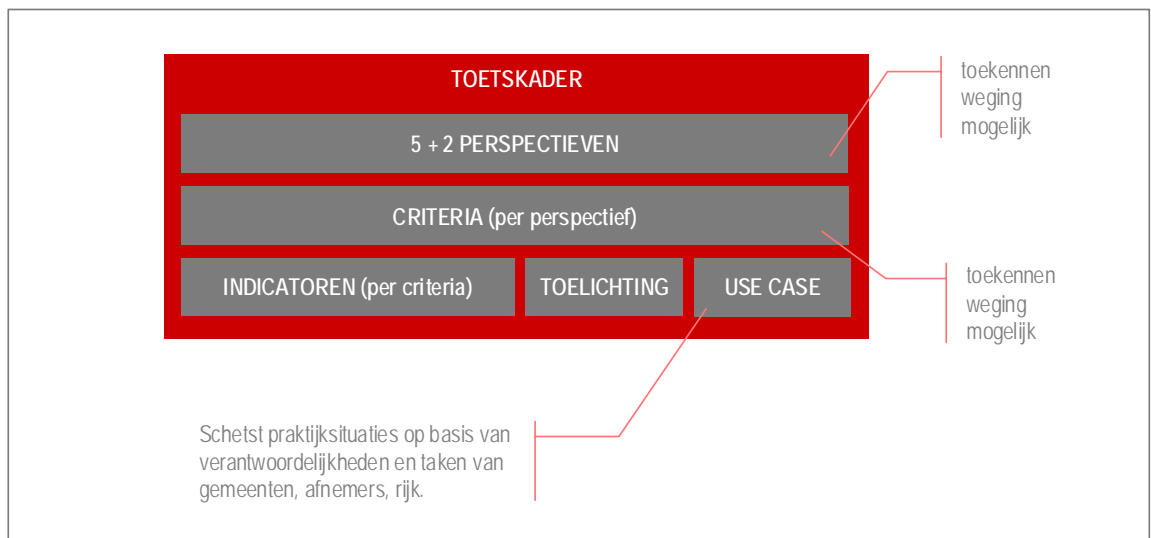 TOETSKADER
5 + 2 PERSPECTIEVEN
CRITERIA (per perspectief)
INDICATOREN (per criteria)
TOELICHTING
USE CASE
toekennen
weging
mogelijk
toekennen
weging
mogelijk
Schetst praktijksituaties op basis van
verantwoordelijkheden en taken van
gemeenten, afnemers, rijk.